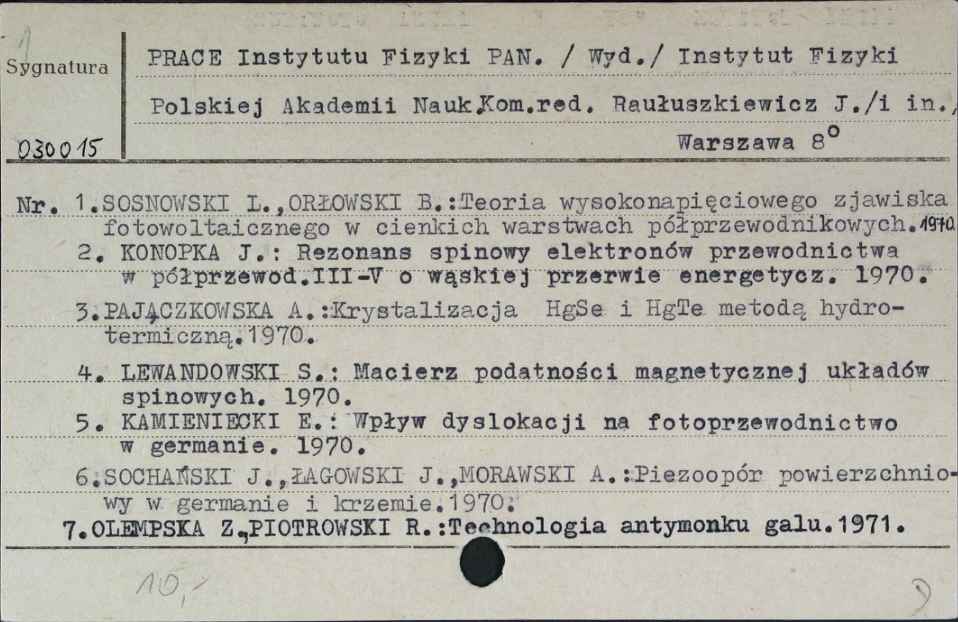 1
Sygnatura
PRACE Instytutu Fizyki PAN. / Wyd./ Instytut Fizyki
Polskiej Akademii Nauk.Kom.red. Raułuszkiewicz J./i in.,
030015
Warszawa 8°
Nr. 1.SOSNOWSKI L.,ORŁOWSKI B.:Teoria wysokonapięciowego zjawiska
fotowoltaicznego w cienkich warstwach półprzewodnikowych.1970
2. KONOPKA J.: Rezonans spinowy elektronów przewodnictwa
w półprzewod.III-V o wąskiej przerwie energetycz. 1970.
3.PAJĄCZKOWSKA A.:Krystalizacja HgSe i HgTe metodą hydro-
termiczną.1970.
4. LEWANDOWSKI S.: Macierz podatności magnetycznej układów
spinowych. 1970.
5. KAMIENIECKI E.: Wpływ dyslokacji na fotoprzewodnictwo
w germanie. 1970.
6.SOCHAŃSKI J.,ŁAGOWSKI J.,MORAWSKI A.:Piezoopór powierzchnio-
wy w germanie i krzemie.1970.
7.OLEMPSKA Z.,PIOTROWSKI R.:Technologia antymonku galu.1971.
10,-